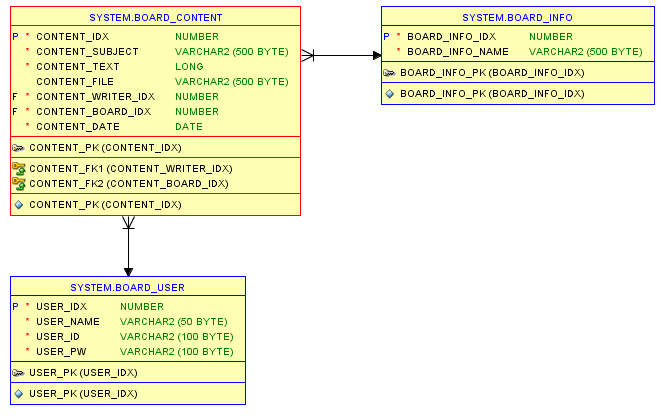 SYSTEM.BOARD_CONTENT
P * CONTENT_IDX NUMBER
* CONTENT_SUBJECT VARCHAR2 (500 BYTE)
* CONTENT_TEXT LONG
CONTENT_FILE VARCHAR2 (500 BYTE)
F * CONTENT_WRITER_IDX NUMBER
F * CONTENT_BOARD_IDX NUMBER
* CONTENT_DATE DATE
CONTENT_PK (CONTENT_IDX)
CONTENT_FK1 (CONTENT_WRITER_IDX)
CONTENT_FK2 (CONTENT_BOARD_IDX)
CONTENT_PK (CONTENT_IDX)
SYSTEM.BOARD_INFO
P * BOARD_INFO_IDX NUMBER
* BOARD_INFO_NAME VARCHAR2 (500 BYTE)
BOARD_INFO_PK (BOARD_INFO_IDX)
BOARD_INFO_PK (BOARD_INFO_IDX)
SYSTEM.BOARD_USER
P * USER_IDX NUMBER
* USER_NAME VARCHAR2 (50 BYTE)
* USER_ID VARCHAR2 (100 BYTE)
* USER_PW VARCHAR2 (100 BYTE)
USER_PK (USER_IDX)
USER_PK (USER_IDX)